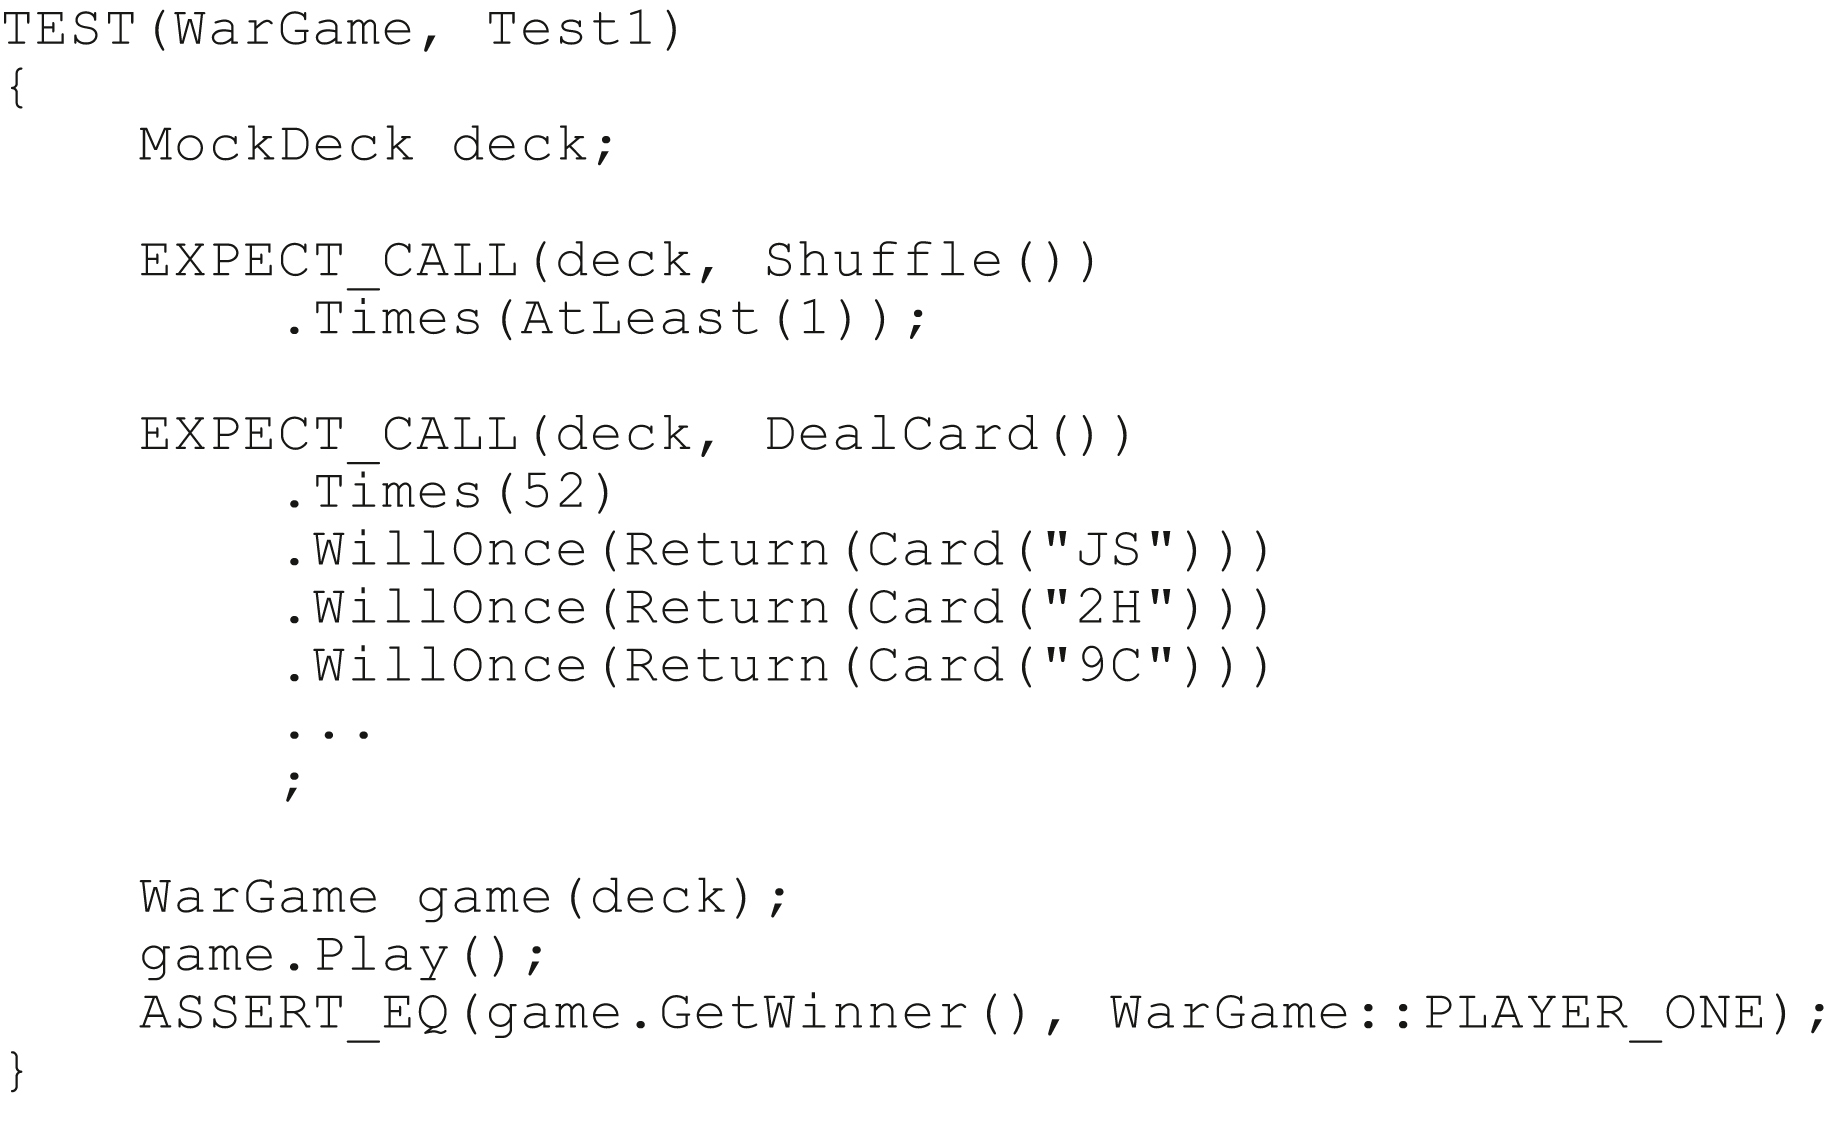 TEST(WarGame, Test1)
{
    MockDeck deck;

    EXPECT_CALL(deck, Shuffle())
        .Times(AtLeast(1));

    EXPECT_CALL(deck, DealCard())
        .Times(52)
        .WillOnce(Return(Card("JS")))
        .WillOnce(Return(Card("2H")))
        .WillOnce(Return(Card("9C")))
        ...
        ;

    WarGame game(deck);
    game.Play();
    ASSERT_EQ(game.GetWinner(), WarGame::PLAYER_ONE);
}